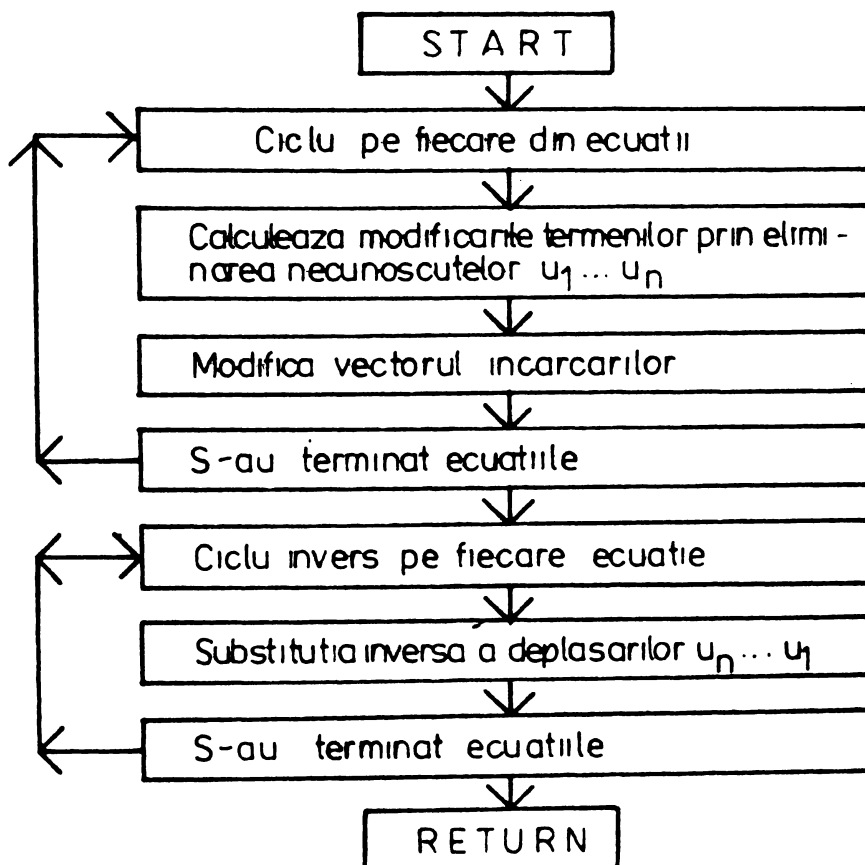 START
Ciclu pe fiecare din ecuatii
Calculeaza modificarile termenilor prin elimi-
narea necunoscutelor u₁... uₙ
Modifica vectorul incarcarilor
S-au terminat ecuatiile
Ciclu invers pe fiecare ecuatie
Substitutia inversă a deplasarilor uₙ... u₁
S-au terminat ecuatiile
RETURN